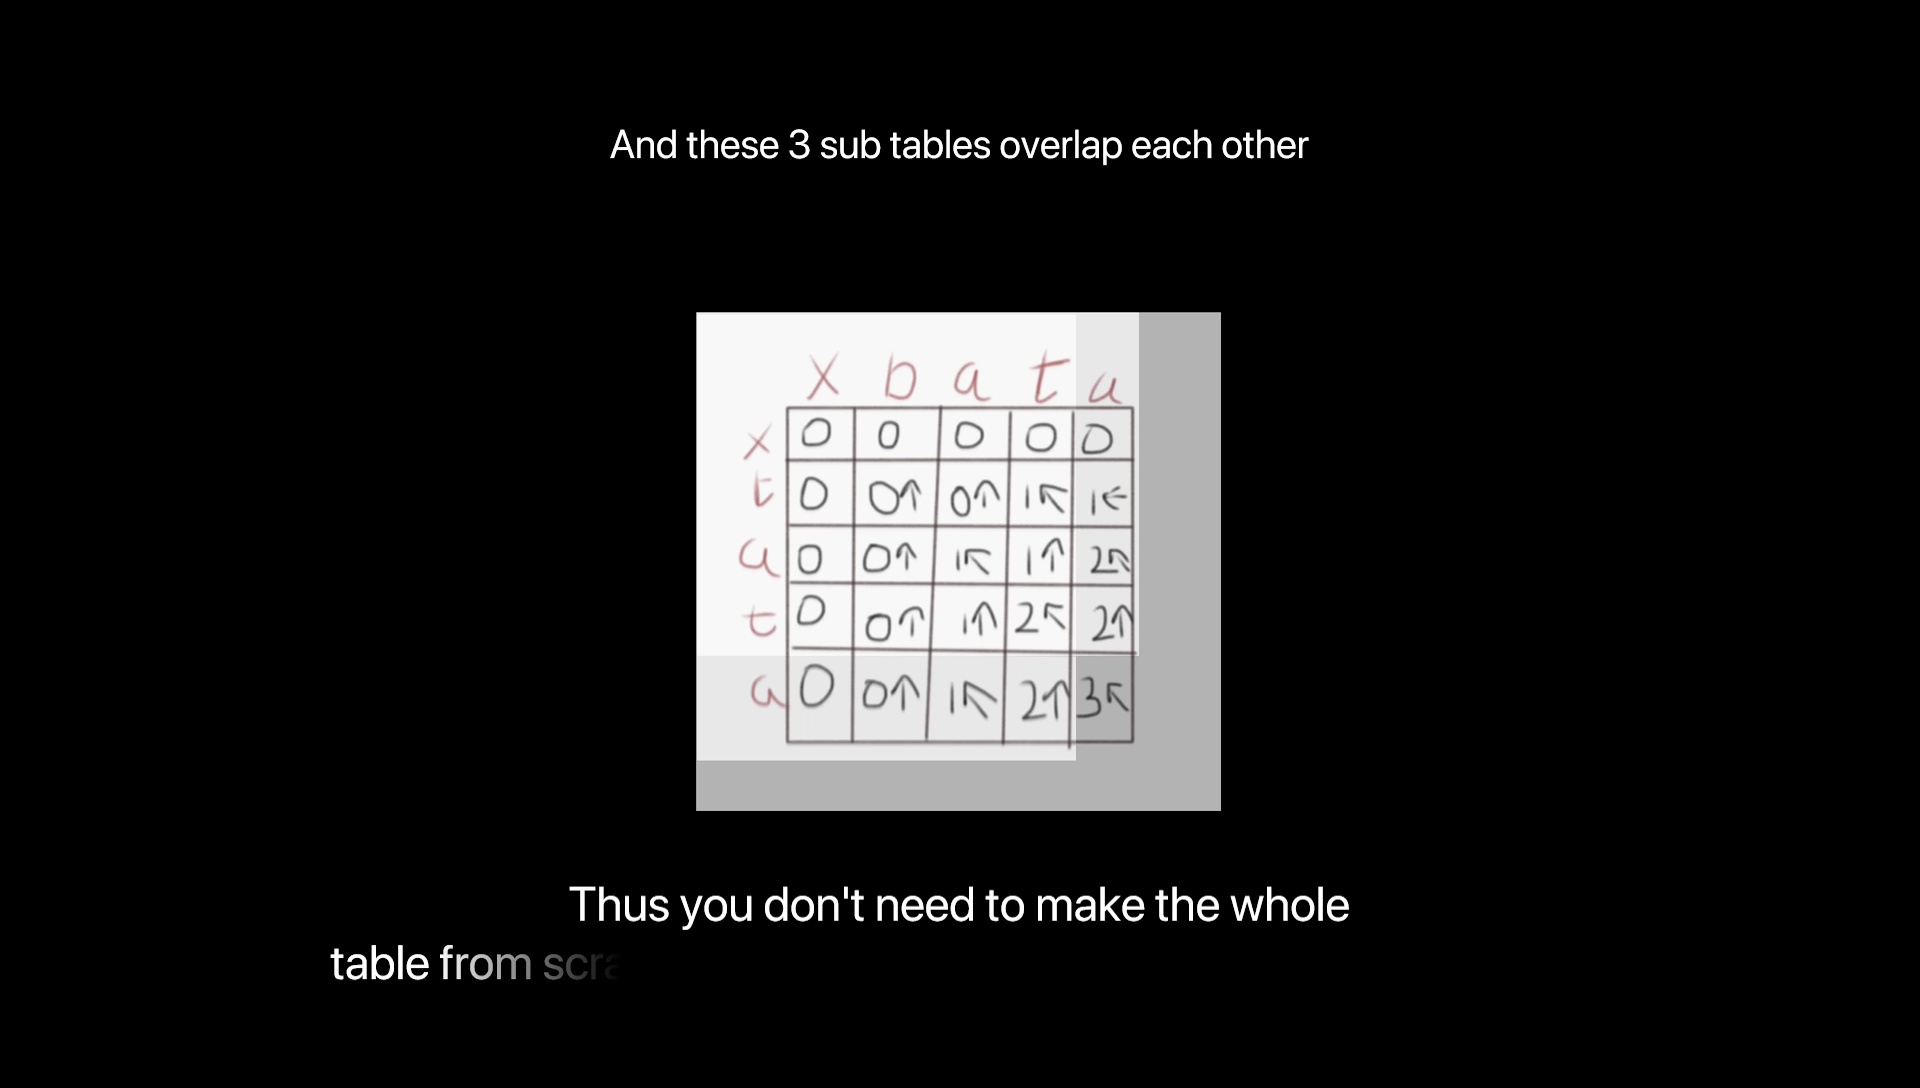 And these 3 sub tables overlap each other
x b a t a
x 0 0 0 0 0
t 0 0↑ 0↑ 1↖ 1←
a 0 0↑ 1↖ 1↑ 2↖
t 0 0↑ 1↑ 2↖ 2↑
a 0 0↑ 1↖ 2↑ 3↖
Thus you don't need to make the whole
table from scra